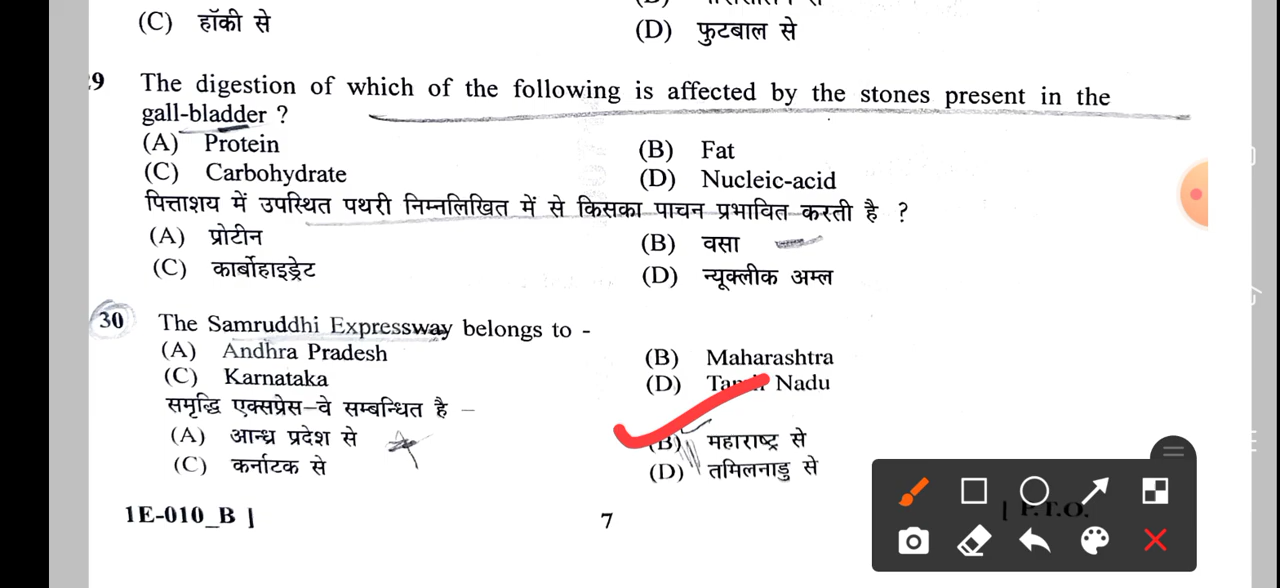 (C) हॉकी से
(D) फुटबाल से
29 The digestion of which of the following is affected by the stones present in the
gall-bladder ?
(A) Protein
(B) Fat
(C) Carbohydrate
(D) Nucleic-acid
पित्ताशय में उपस्थित पथरी निम्नलिखित में से किसका पाचन प्रभावित करती है ?
(A) प्रोटीन
(B) वसा
(C) कार्बोहाइड्रेट
(D) न्यूक्लीक अम्ल
30 The Samruddhi Expressway belongs to -
(A) Andhra Pradesh
(B) Maharashtra
(C) Karnataka
(D) Tamil Nadu
समृद्धि एक्सप्रेस-वे सम्बन्धित है –
(A) आन्ध्र प्रदेश से
(B) महाराष्ट्र से
(C) कर्नाटक से
(D) तमिलनाडु से
1E-010_B ]
7
[ P.T.O.